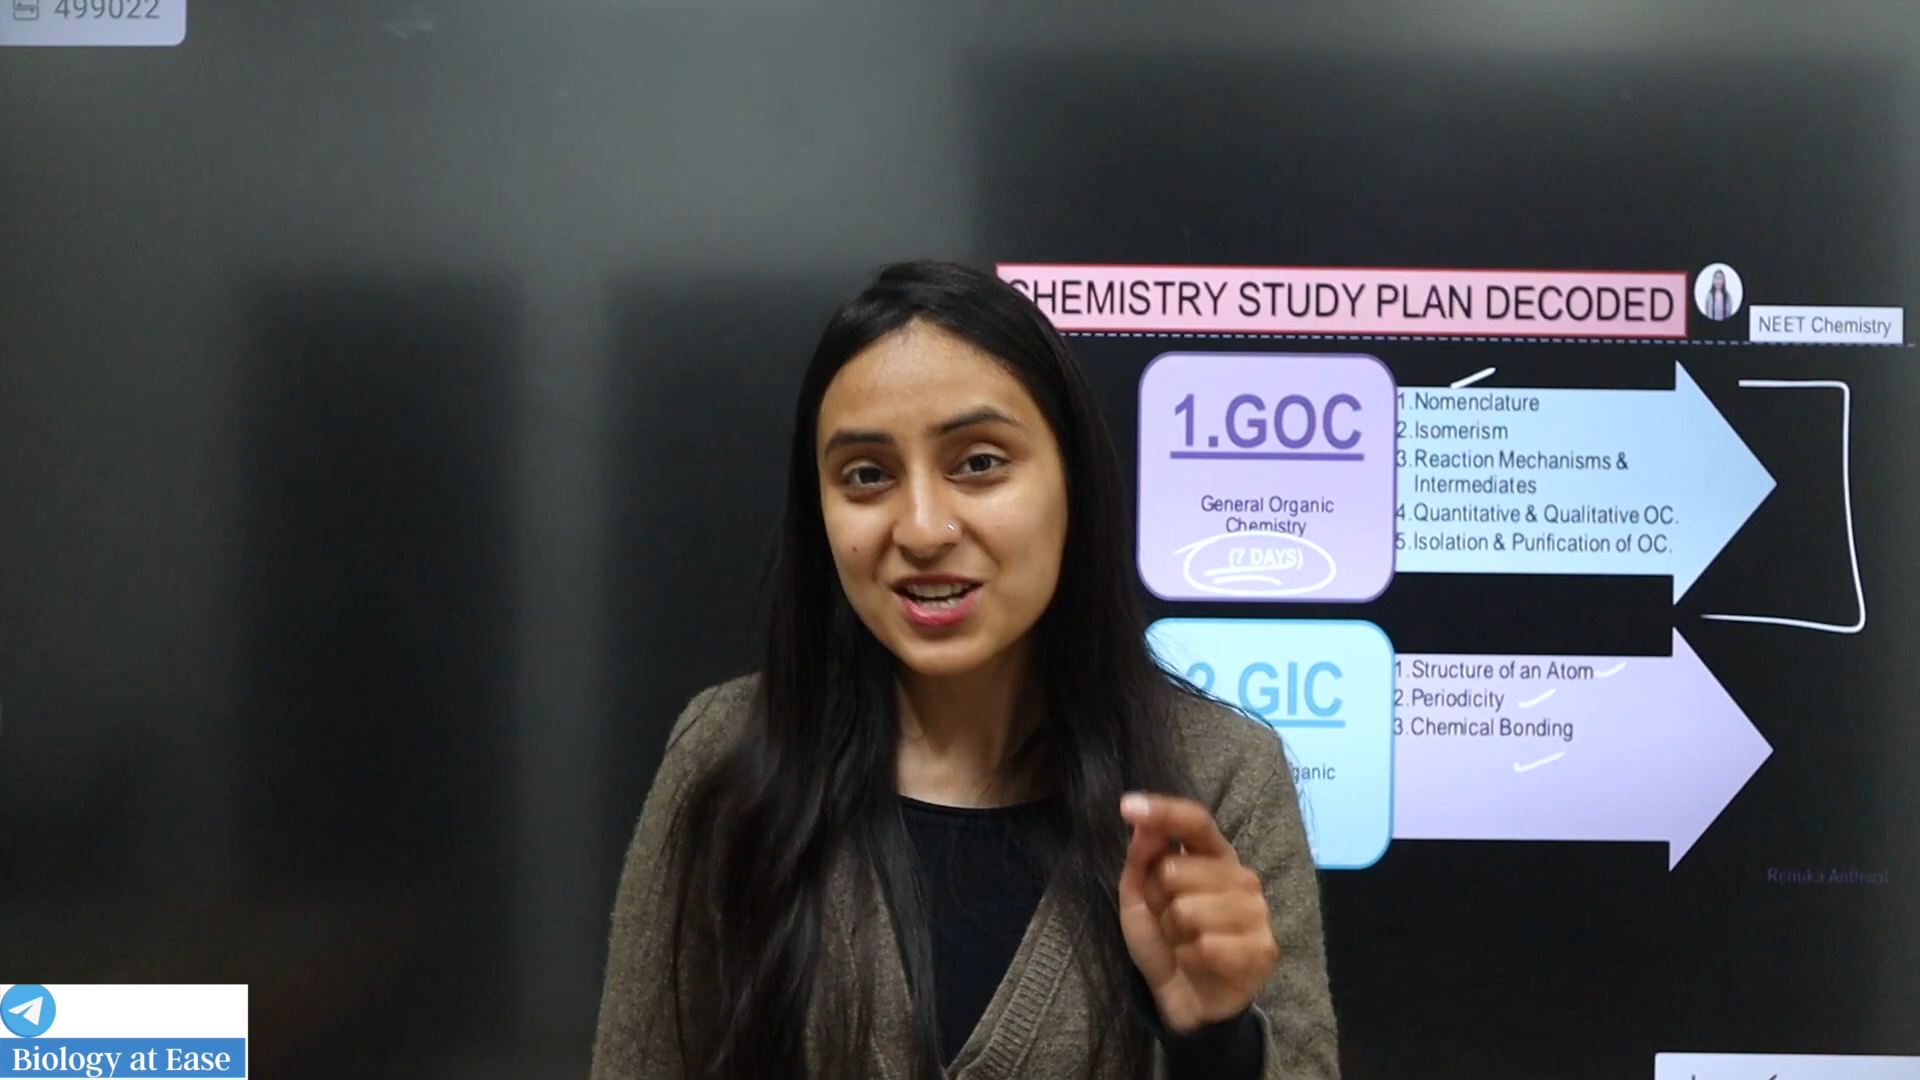 499022
CHEMISTRY STUDY PLAN DECODED
NEET Chemistry
1.GOC
General Organic
Chemistry
(7 DAYS)
1.Nomenclature
2.Isomerism
3.Reaction Mechanisms &
Intermediates
4.Quantitative & Qualitative OC.
5.Isolation & Purification of OC.
2.GIC
ganic
1.Structure of an Atom
2.Periodicity
3.Chemical Bonding
Biology at Ease